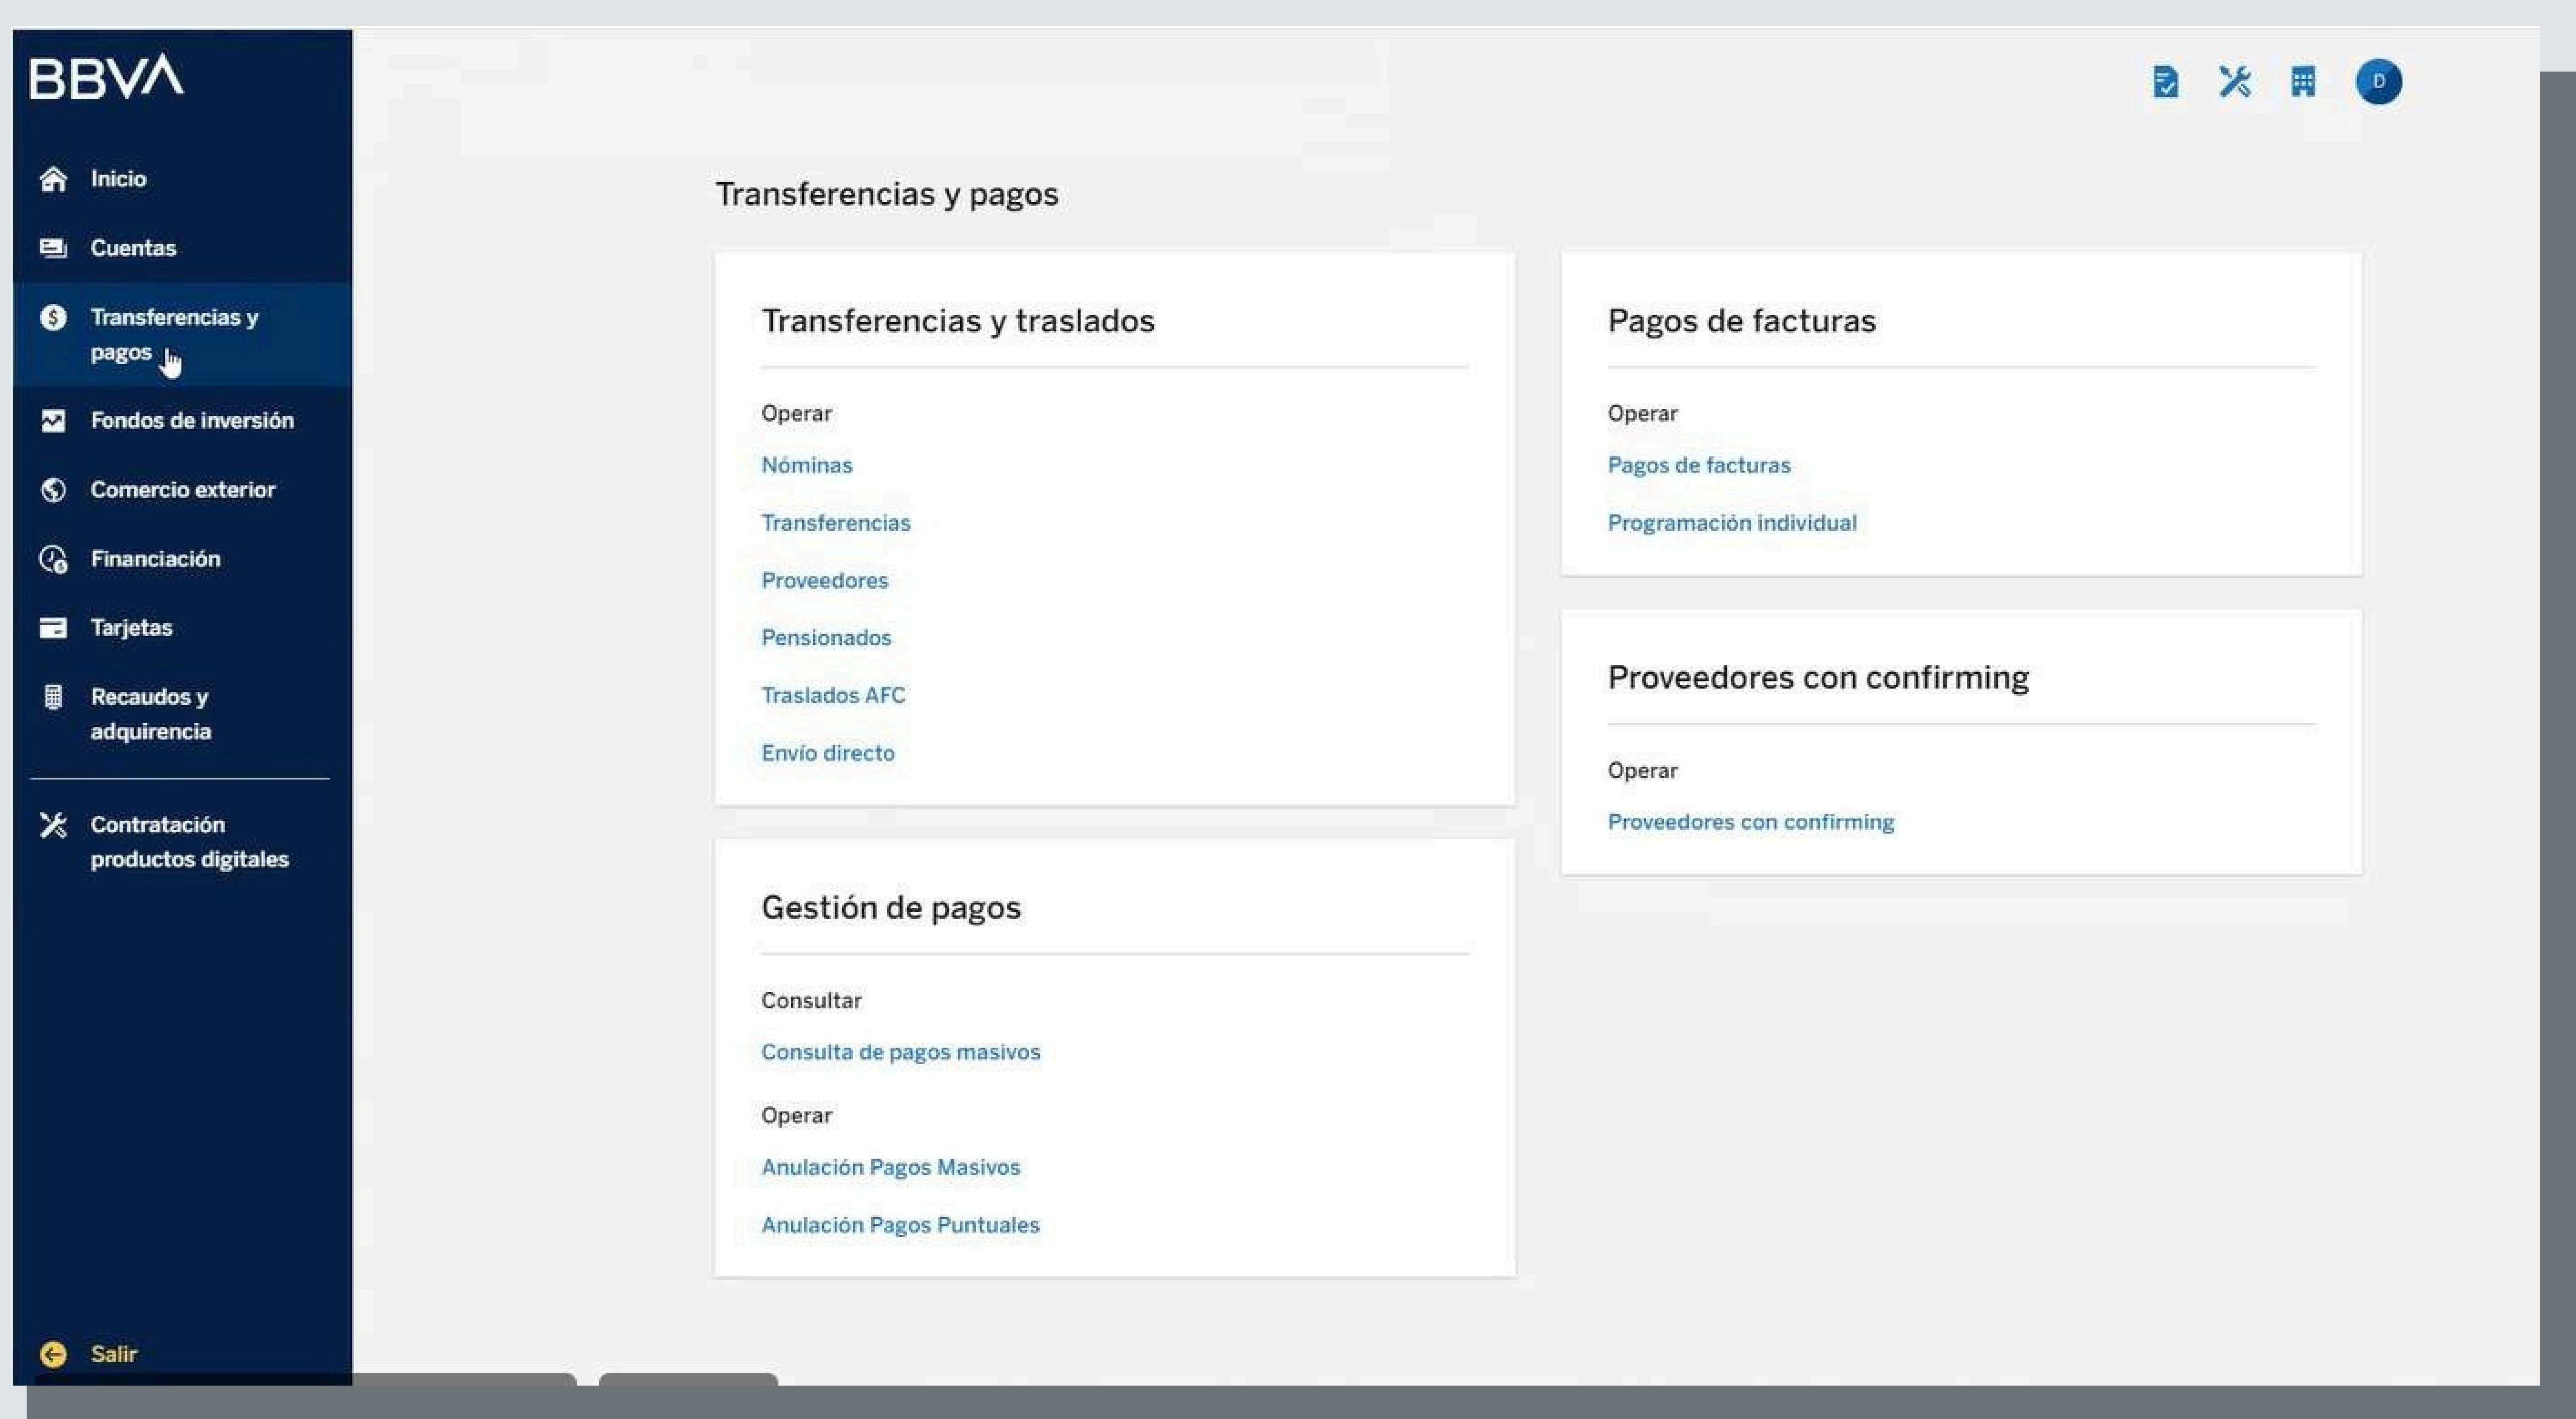 BBVA
Inicio
Cuentas
Transferencias y
pagos
Fondos de inversión
Comercio exterior
Financiación
Tarjetas
Recaudos y
adquirencia
Contratación
productos digitales
Salir
D
Transferencias y pagos
Transferencias y traslados
Operar
Nóminas
Transferencias
Proveedores
Pensionados
Traslados AFC
Envío directo
Gestión de pagos
Consultar
Consulta de pagos masivos
Operar
Anulación Pagos Masivos
Anulación Pagos Puntuales
Pagos de facturas
Operar
Pagos de facturas
Programación individual
Proveedores con confirming
Operar
Proveedores con confirming